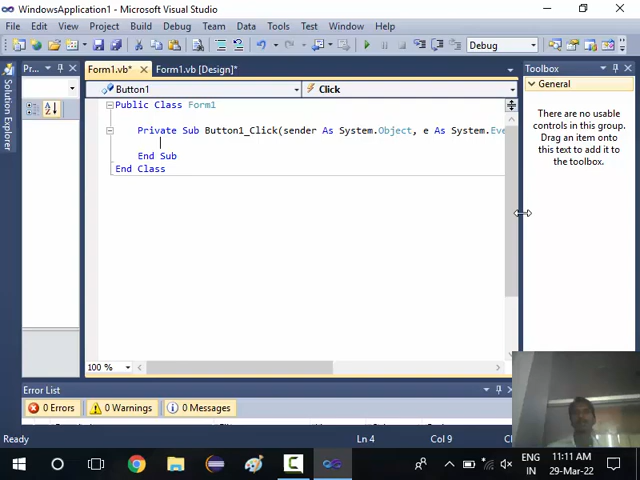 WindowsApplication1 - Microsoft Visual Studio
File Edit View Project Build Debug Team Data Tools Test Window Help
Debug
Pr...
Form1.vb*
Form1.vb [Design]*
Toolbox
Solution Explorer
Button1
Click
General
Public Class Form1
Private Sub Button1_Click(sender As System.Object, e As System.Eve
End Sub
End Class
There are no usable
controls in this group.
Drag an item onto
this text to add it to
the toolbox.
100 %
Error List
0 Errors
0 Warnings
0 Messages
Ready
Ln 4
Col 9
ENG
IN
11:11 AM
29-Mar-22